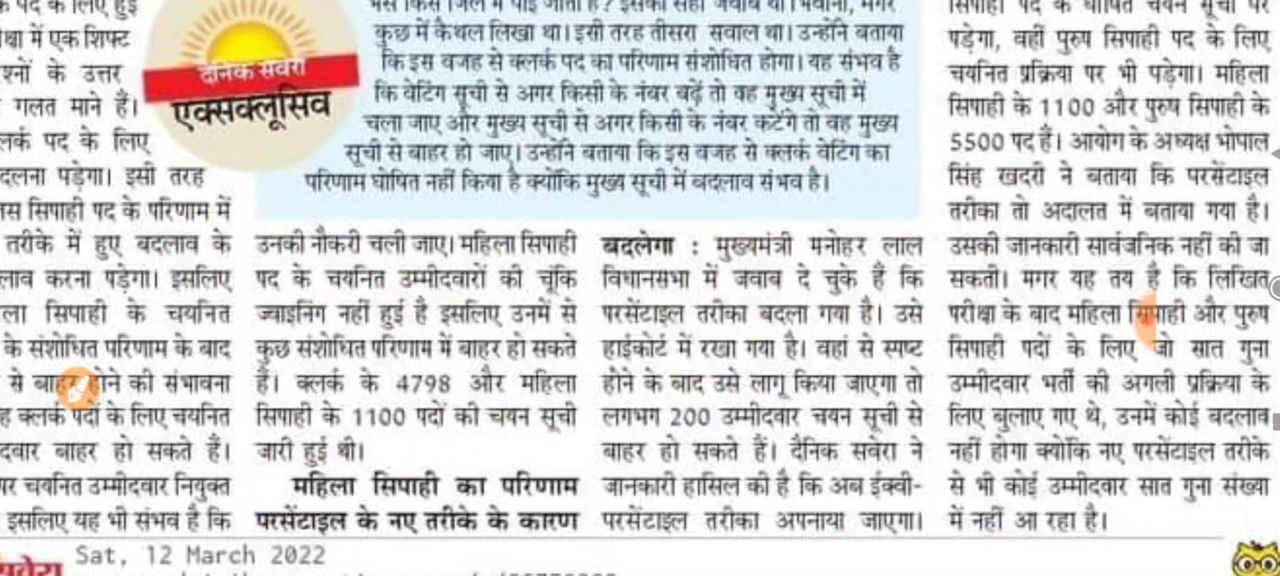 के पद के लिए हुई
क्षा में एक शिफ्ट
श्नों के उत्तर
गलत माने हैं।
लर्क पद के लिए
दलना पड़ेगा। इसी तरह
स सिपाही पद के परिणाम में
तरीके में हुए बदलाव के
लाव करना पड़ेगा। इसलिए
ला सिपाही के चयनित
के संशोधित परिणाम के बाद
से बाहर होने की संभावना
ह क्लर्क पदों के लिए चयनित
दवार बाहर हो सकते हैं।
पर चयनित उम्मीदवार नियुक्त
इसलिए यह भी संभव है कि
दैनिक सवेरा
एक्सक्लूसिव
किस जिले में पाई जाती है? इसका सही जवाब था भिवानी, मगर
कुछ में कैथल लिखा था। इसी तरह तीसरा सवाल था। उन्होंने बताया
कि इस वजह से क्लर्क पद का परिणाम संशोधित होगा। यह संभव है
कि वेटिंग सूची से अगर किसी के नंबर बढ़ें तो वह मुख्य सूची में
चला जाए और मुख्य सूची से अगर किसी के नंबर कटेंगे तो वह मुख्य
सूची से बाहर हो जाए। उन्होंने बताया कि इस वजह से क्लर्क वेटिंग का
परिणाम घोषित नहीं किया है क्योंकि मुख्य सूची में बदलाव संभव है।
उनकी नौकरी चली जाए। महिला सिपाही
पद के चयनित उम्मीदवारों की चूंकि
ज्वाइनिंग नहीं हुई है इसलिए उनमें से
कुछ संशोधित परिणाम में बाहर हो सकते
हैं। क्लर्क के 4798 और महिला
सिपाही के 1100 पदों की चयन सूची
जारी हुई थी।
महिला सिपाही का परिणाम
परसेंटाइल के नए तरीके के कारण
बदलेगा : मुख्यमंत्री मनोहर लाल
विधानसभा में जवाब दे चुके हैं कि
परसेंटाइल तरीका बदला गया है। उसे
हाईकोर्ट में रखा गया है। वहां से स्पष्ट
होने के बाद उसे लागू किया जाएगा तो
लगभग 200 उम्मीदवार चयन सूची से
बाहर हो सकते हैं। दैनिक सवेरा ने
जानकारी हासिल की है कि अब ईक्वी-
परसेंटाइल तरीका अपनाया जाएगा।
सिपाही पद के घोषित चयन सूची पर
पड़ेगा, वहीं पुरुष सिपाही पद के लिए
चयनित प्रक्रिया पर भी पड़ेगा। महिला
सिपाही के 1100 और पुरुष सिपाही के
5500 पद हैं। आयोग के अध्यक्ष भोपाल
सिंह खदरी ने बताया कि परसेंटाइल
तरीका तो अदालत में बताया गया है।
उसकी जानकारी सार्वजनिक नहीं की जा
सकती। मगर यह तय है कि लिखित
परीक्षा के बाद महिला सिपाही और पुरुष
सिपाही पदों के लिए जो सात गुना
उम्मीदवार भर्ती की अगली प्रक्रिया के
लिए बुलाए गए थे, उनमें कोई बदलाव
नहीं होगा क्योंकि नए परसेंटाइल तरीके
से भी कोई उम्मीदवार सात गुना संख्या
में नहीं आ रहा है।
सवेरा
Sat, 12 March 2022